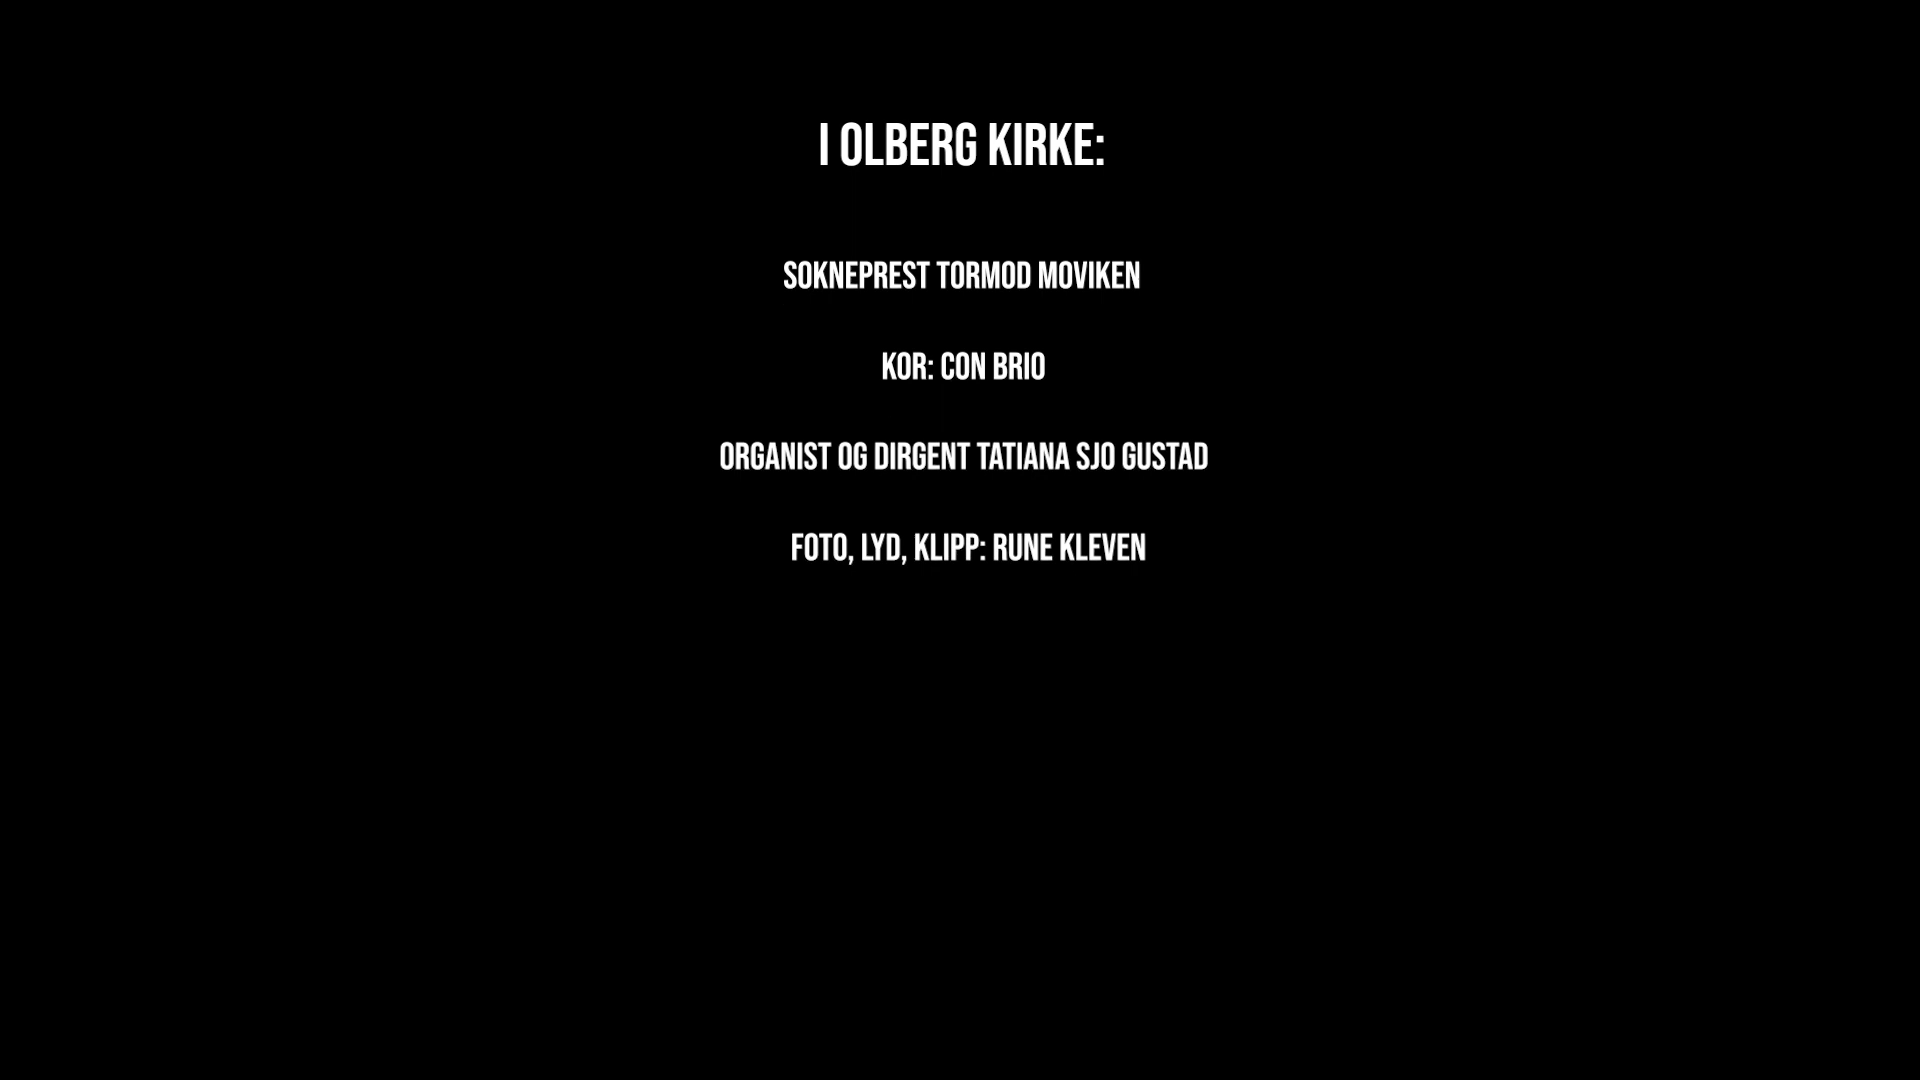 I OLBERG KIRKE:
SOKNEPREST TORMOD MOVIKEN
KOR: CON BRIO
ORGANIST OG DIRGENT TATIANA SJO GUSTAD
FOTO, LYD, KLIPP: RUNE KLEVEN